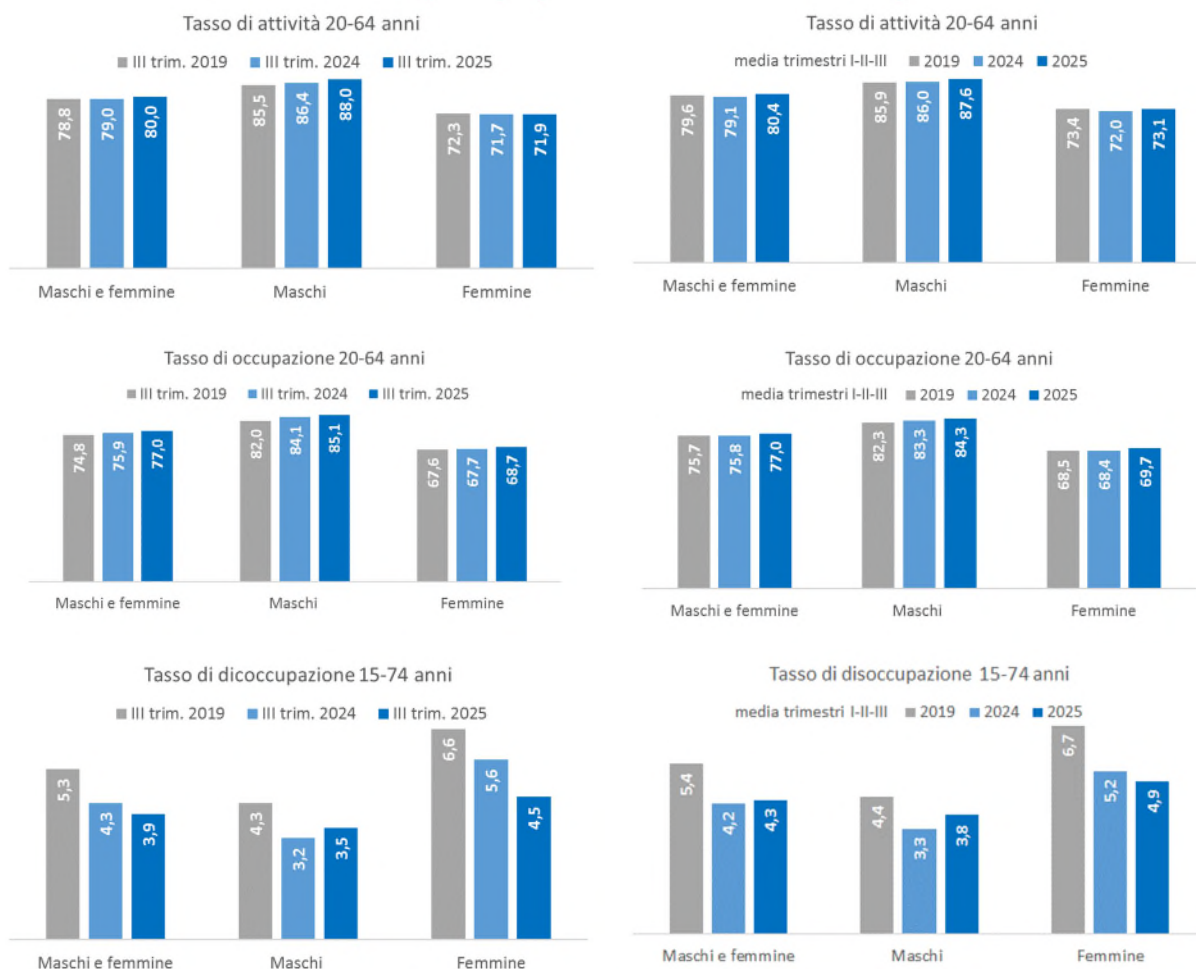 Tasso di attività 20-64 anni
III trim. 2019 III trim. 2024 III trim. 2025
78,8 79,0 80,0 85,5 86,4 88,0 72,3 71,7 71,9
Maschi e femmine Maschi Femmine
Tasso di attività 20-64 anni
media trimestri I-II-III 2019 2024 2025
79,6 79,1 80,4 85,9 86,0 87,6 73,4 72,0 73,1
Maschi e femmine Maschi Femmine
Tasso di occupazione 20-64 anni
III trim. 2019 III trim. 2024 III trim. 2025
74,8 75,9 77,0 82,0 84,1 85,1 67,6 67,7 68,7
Maschi e femmine Maschi Femmine
Tasso di occupazione 20-64 anni
media trimestri I-II-III 2019 2024 2025
75,7 75,8 77,0 82,3 83,3 84,3 68,5 68,4 69,7
Maschi e femmine Maschi Femmine
Tasso di dicoccupazione 15-74 anni
III trim. 2019 III trim. 2024 III trim. 2025
5,3 4,3 3,9 4,3 3,2 3,5 6,6 5,6 4,5
Maschi e femmine Maschi Femmine
Tasso di disoccupazione 15-74 anni
media trimestri I-II-III 2019 2024 2025
5,4 4,2 4,3 4,4 3,3 3,8 6,7 5,2 4,9
Maschi e femmine Maschi Femmine